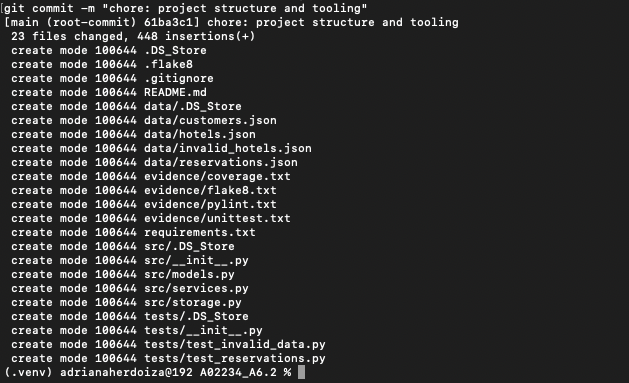 git commit -m "chore: project structure and tooling"
[main (root-commit) 61ba3c1] chore: project structure and tooling
 23 files changed, 448 insertions(+)
 create mode 100644 .DS_Store
 create mode 100644 .flake8
 create mode 100644 .gitignore
 create mode 100644 README.md
 create mode 100644 data/.DS_Store
 create mode 100644 data/customers.json
 create mode 100644 data/hotels.json
 create mode 100644 data/invalid_hotels.json
 create mode 100644 data/reservations.json
 create mode 100644 evidence/coverage.txt
 create mode 100644 evidence/flake8.txt
 create mode 100644 evidence/pylint.txt
 create mode 100644 evidence/unittest.txt
 create mode 100644 requirements.txt
 create mode 100644 src/.DS_Store
 create mode 100644 src/__init__.py
 create mode 100644 src/models.py
 create mode 100644 src/services.py
 create mode 100644 src/storage.py
 create mode 100644 tests/.DS_Store
 create mode 100644 tests/__init__.py
 create mode 100644 tests/test_invalid_data.py
 create mode 100644 tests/test_reservations.py
(.venv) adrianaherdoiza@192 A02234_A6.2 %